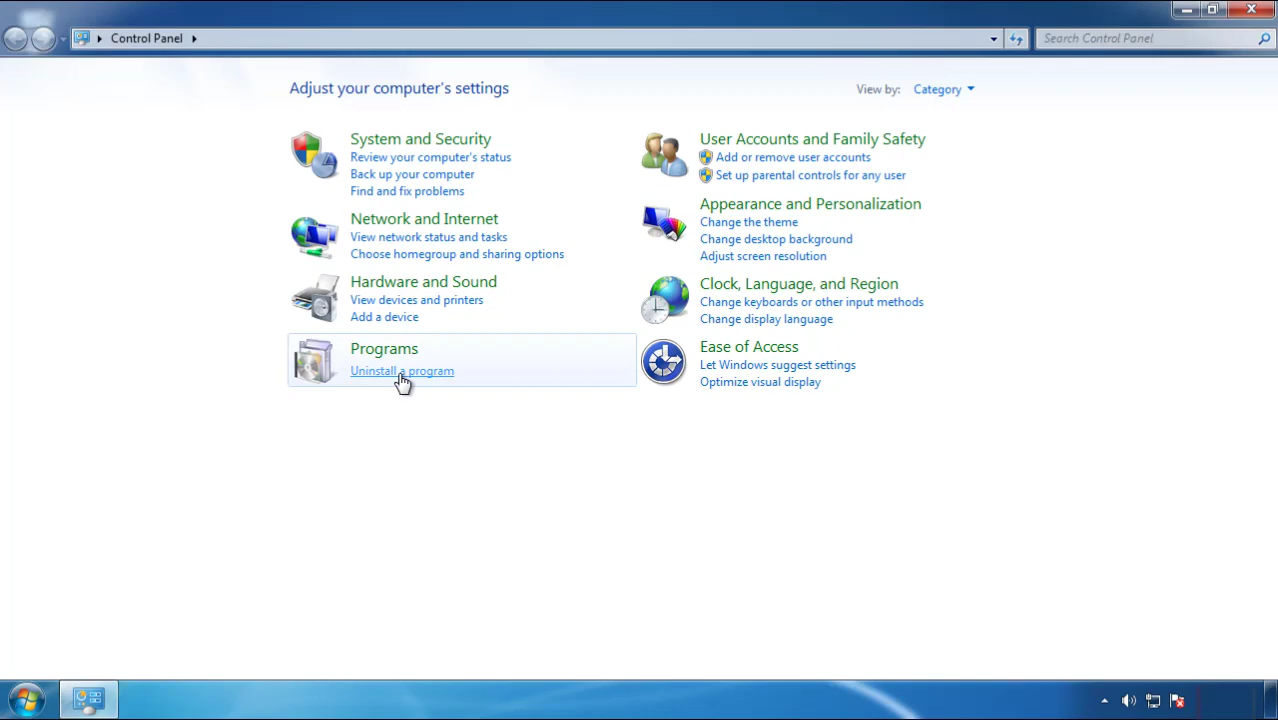 Control Panel
Search Control Panel
Adjust your computer's settings
View by: Category
System and Security
Review your computer's status
Back up your computer
Find and fix problems
Network and Internet
View network status and tasks
Choose homegroup and sharing options
Hardware and Sound
View devices and printers
Add a device
Programs
Uninstall a program
User Accounts and Family Safety
Add or remove user accounts
Set up parental controls for any user
Appearance and Personalization
Change the theme
Change desktop background
Adjust screen resolution
Clock, Language, and Region
Change keyboards or other input methods
Change display language
Ease of Access
Let Windows suggest settings
Optimize visual display